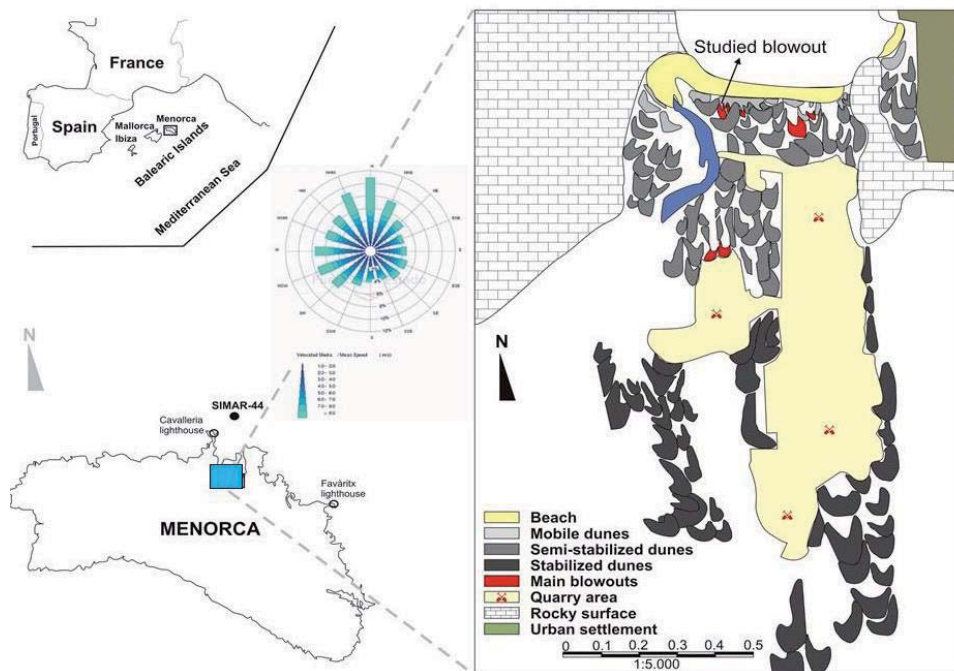 France
Portugal
Spain
Mallorca
Menorca
Ibiza
Balearic Islands
Mediterranean Sea
N
SIMAR-44
Cavalleria
lighthouse
Favàritx
lighthouse
MENORCA
Studied blowout
N
Beach
Mobile dunes
Semi-stabilized dunes
Stabilized dunes
Main blowouts
Quarry area
Rocky surface
Urban settlement
0 0.1 0.2 0.3 0.4 0.5
1:5.000